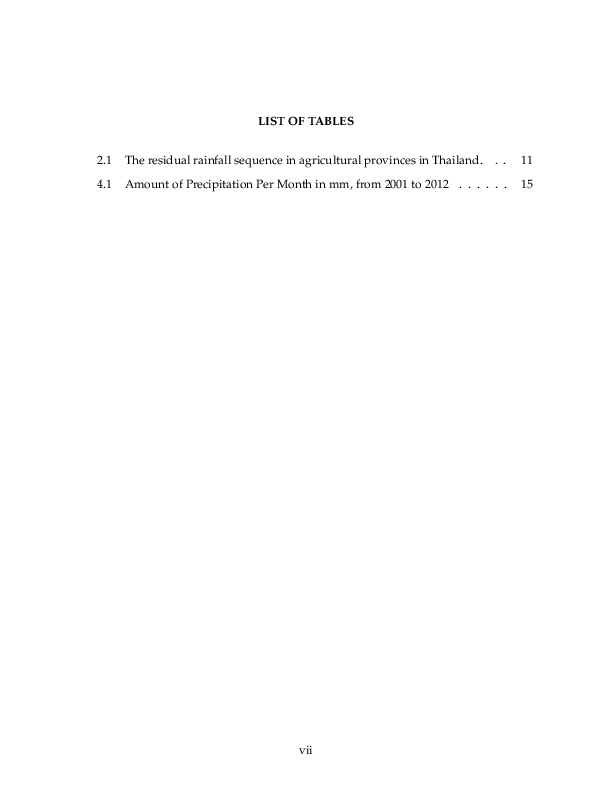 LIST OF TABLES
2.1 The residual rainfall sequence in agricultural provinces in Thailand. . . 11
4.1 Amount of Precipitation Per Month in mm, from 2001 to 2012 . . . . . . 15
vii